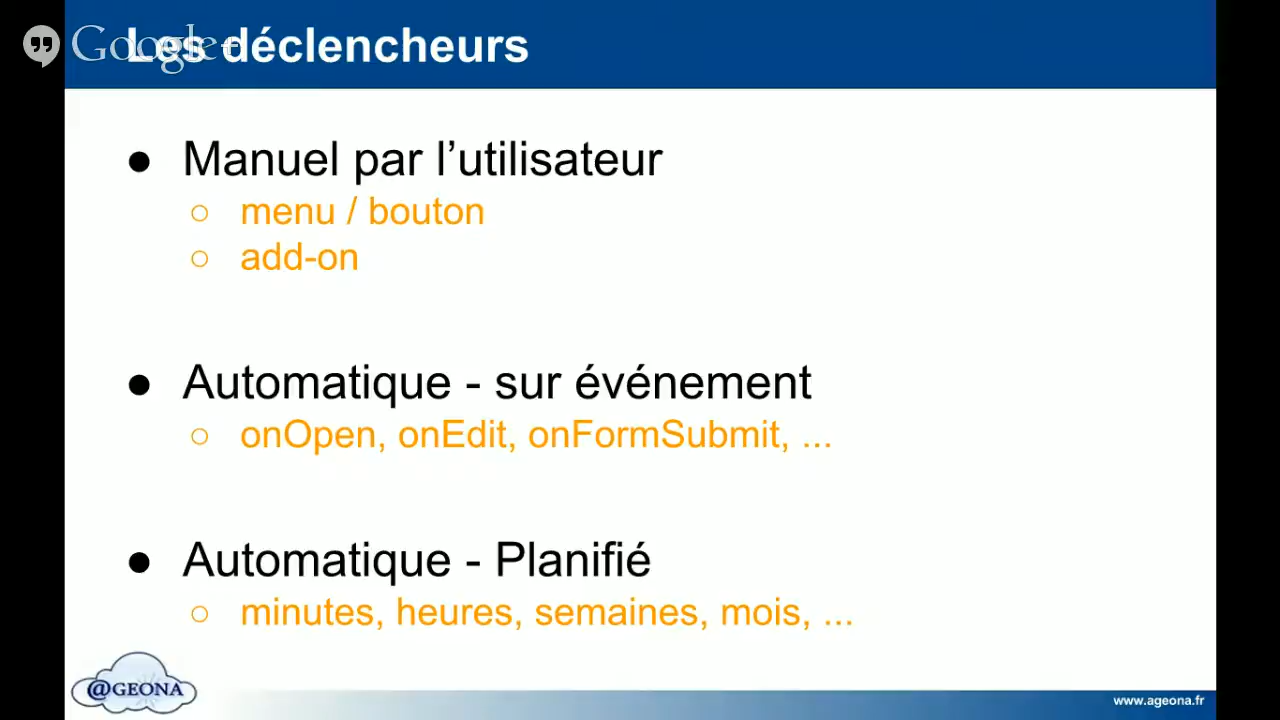 Google+
Les déclencheurs
● Manuel par l’utilisateur
○ menu / bouton
○ add-on
● Automatique - sur événement
○ onOpen, onEdit, onFormSubmit, ...
● Automatique - Planifié
○ minutes, heures, semaines, mois, ...
@GEONA
www.ageona.fr